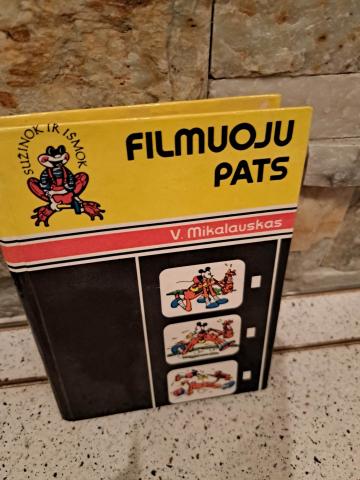 SUŽINOK IR IŠMOK
FILMUOJU
PATS
V. Mikalauskas